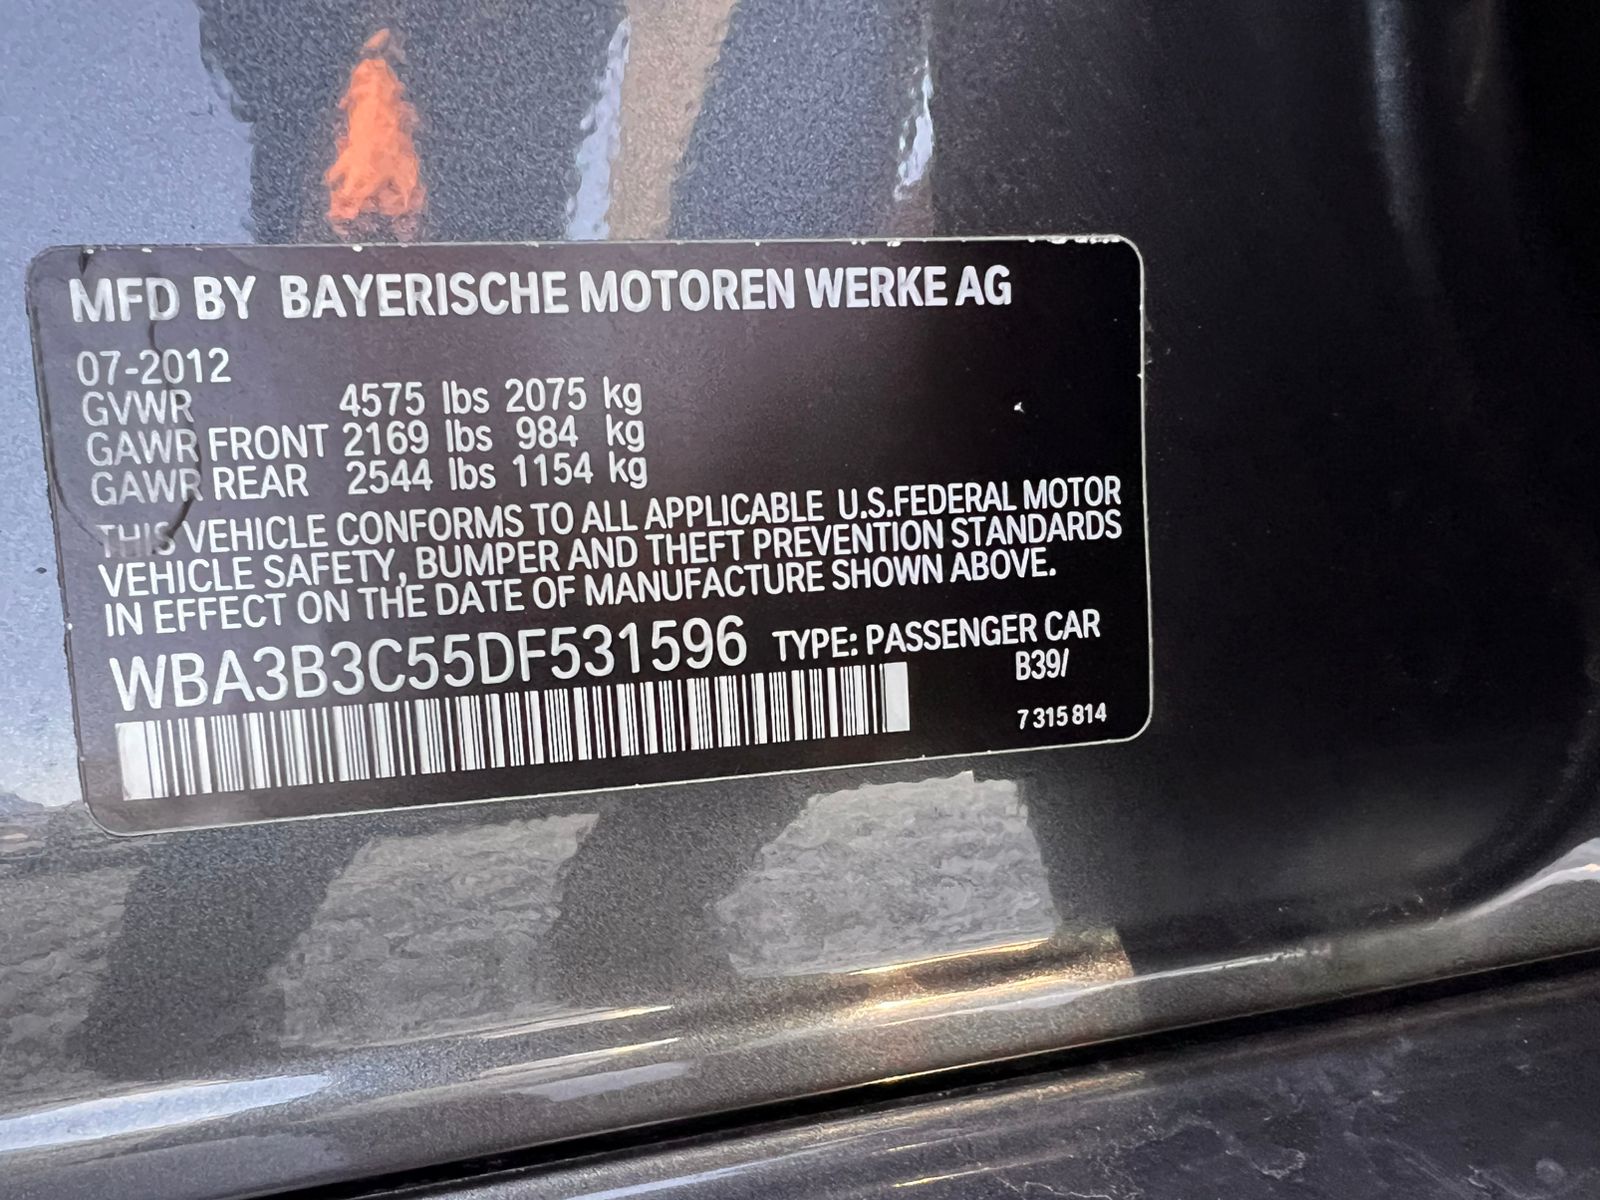 MFD BY BAYERISCHE MOTOREN WERKE AG
07-2012
GVWR 4575 lbs 2075 kg
GAWR FRONT 2169 lbs 984 kg
GAWR REAR 2544 lbs 1154 kg
THIS VEHICLE CONFORMS TO ALL APPLICABLE U.S.FEDERAL MOTOR
VEHICLE SAFETY, BUMPER AND THEFT PREVENTION STANDARDS
IN EFFECT ON THE DATE OF MANUFACTURE SHOWN ABOVE.
WBA3B3C55DF531596 TYPE: PASSENGER CAR
B39/
7 315 814